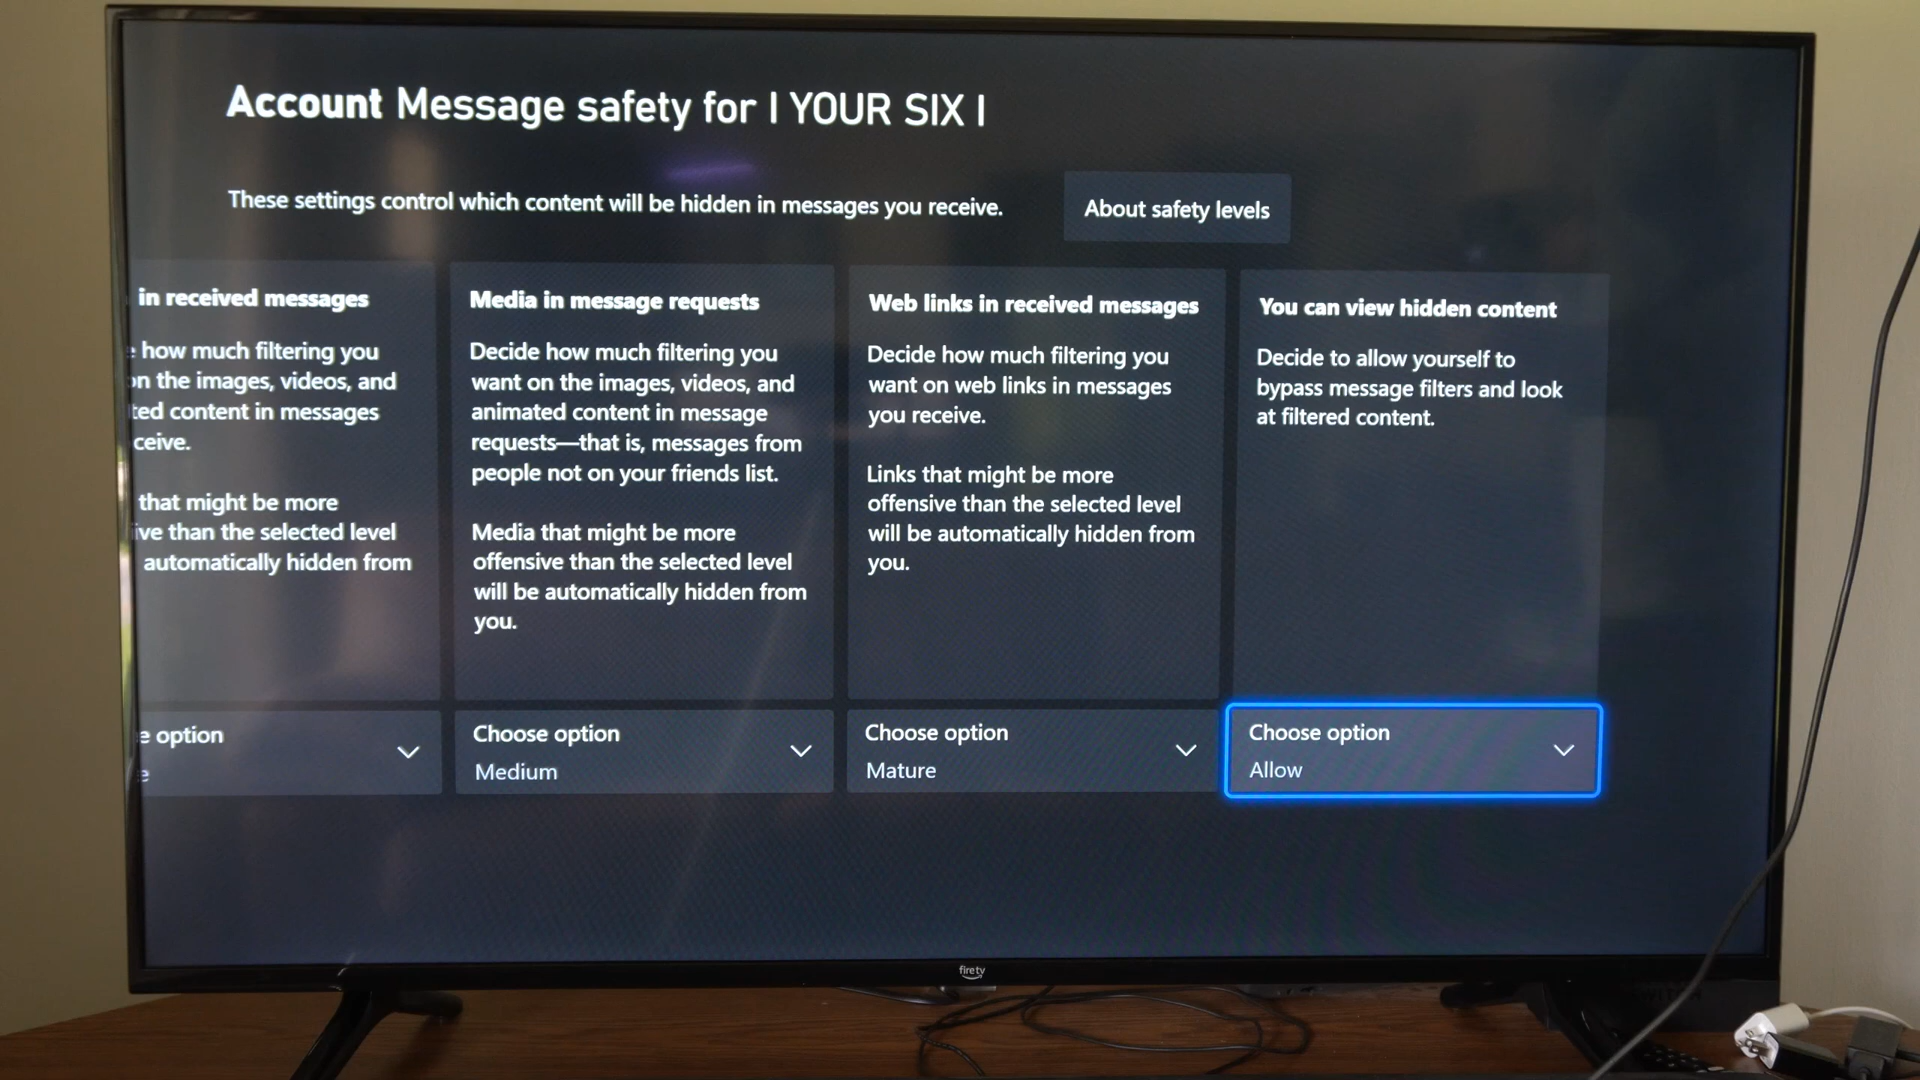 Account Message safety for I YOUR SIX I
These settings control which content will be hidden in messages you receive.
About safety levels
in received messages
how much filtering you
on the images, videos, and
ted content in messages
ceive.
that might be more
ive than the selected level
automatically hidden from
e option
e
Media in message requests
Decide how much filtering you
want on the images, videos, and
animated content in message
requests—that is, messages from
people not on your friends list.
Media that might be more
offensive than the selected level
will be automatically hidden from
you.
Choose option
Medium
Web links in received messages
Decide how much filtering you
want on web links in messages
you receive.
Links that might be more
offensive than the selected level
will be automatically hidden from
you.
Choose option
Mature
You can view hidden content
Decide to allow yourself to
bypass message filters and look
at filtered content.
Choose option
Allow
firetv